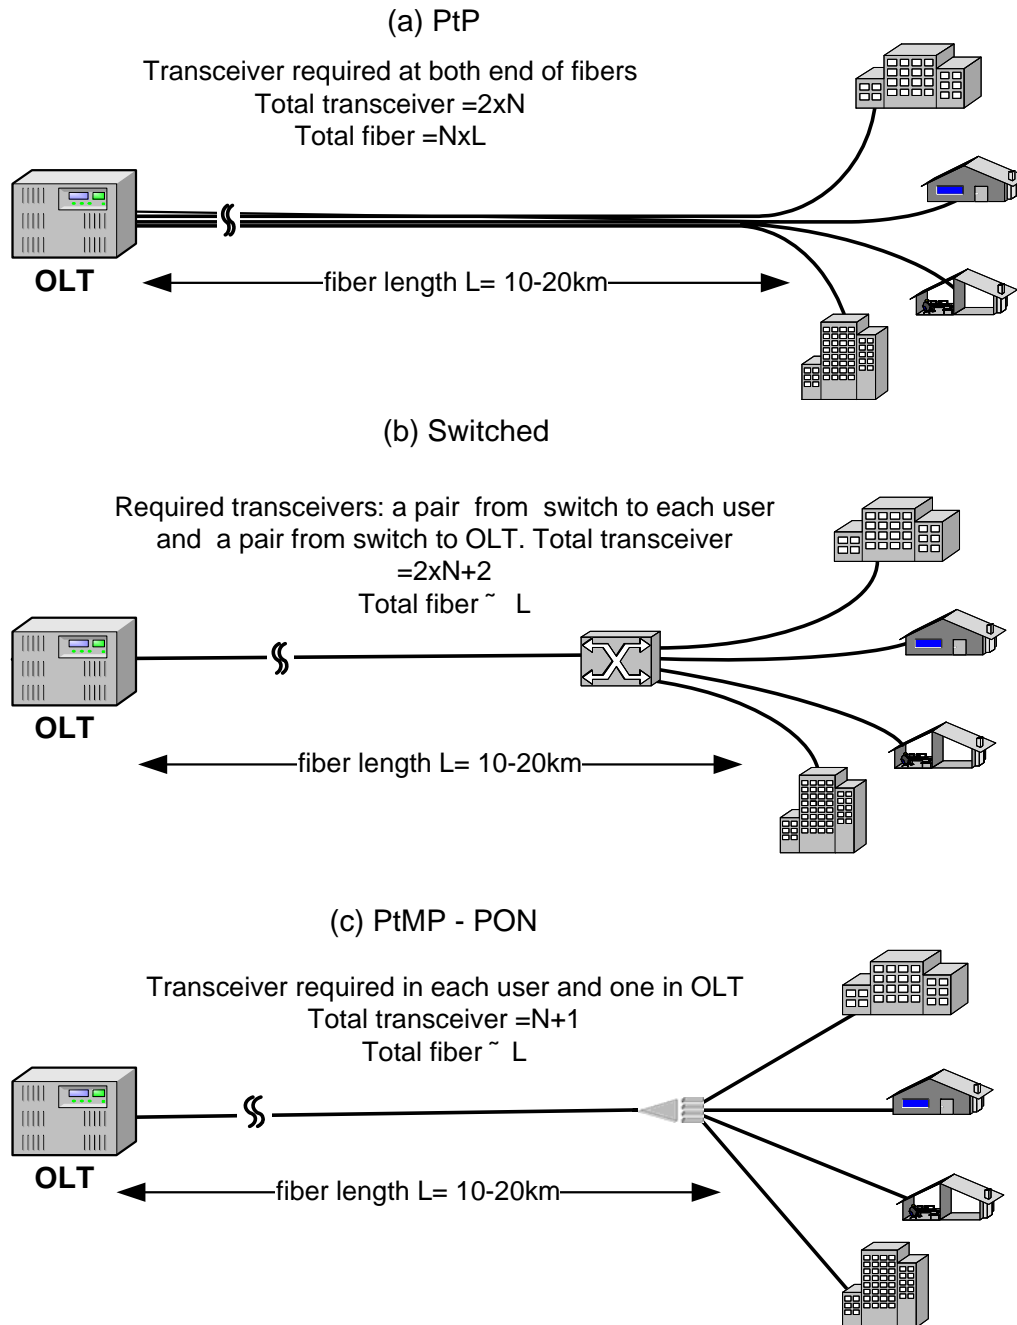 (a) PtP
Transceiver required at both end of fibers
Total transceiver =2xN
Total fiber =NxL
OLT
fiber length L= 10-20km
(b) Switched
Required transceivers: a pair from switch to each user
and a pair from switch to OLT. Total transceiver
=2xN+2
Total fiber ˜ L
OLT
fiber length L= 10-20km
(c) PtMP - PON
Transceiver required in each user and one in OLT
Total transceiver =N+1
Total fiber ˜ L
OLT
fiber length L= 10-20km